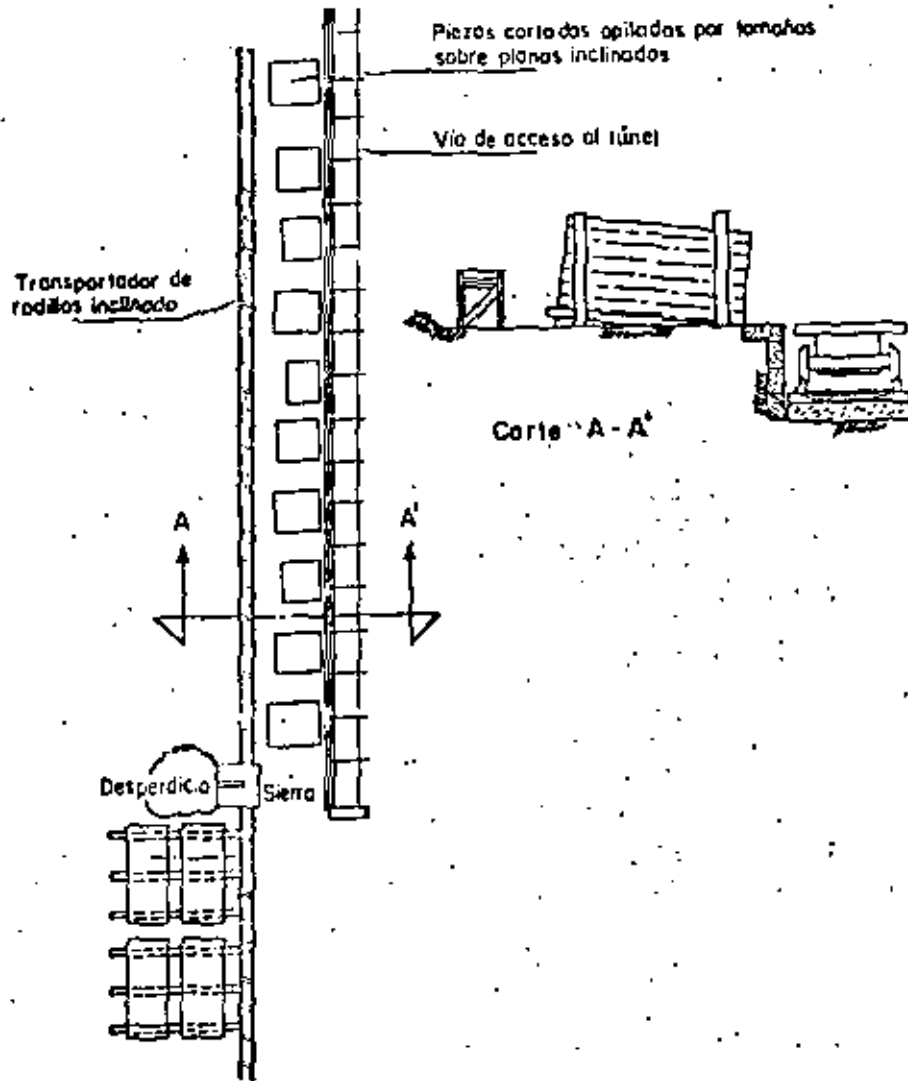 Piezas cortadas apiladas por tamaños
sobre planos inclinados
Vía de acceso al túnel
Transportador de
rodillos inclinado
Corte A - A'
A
A'
Desperdicio
Sierra